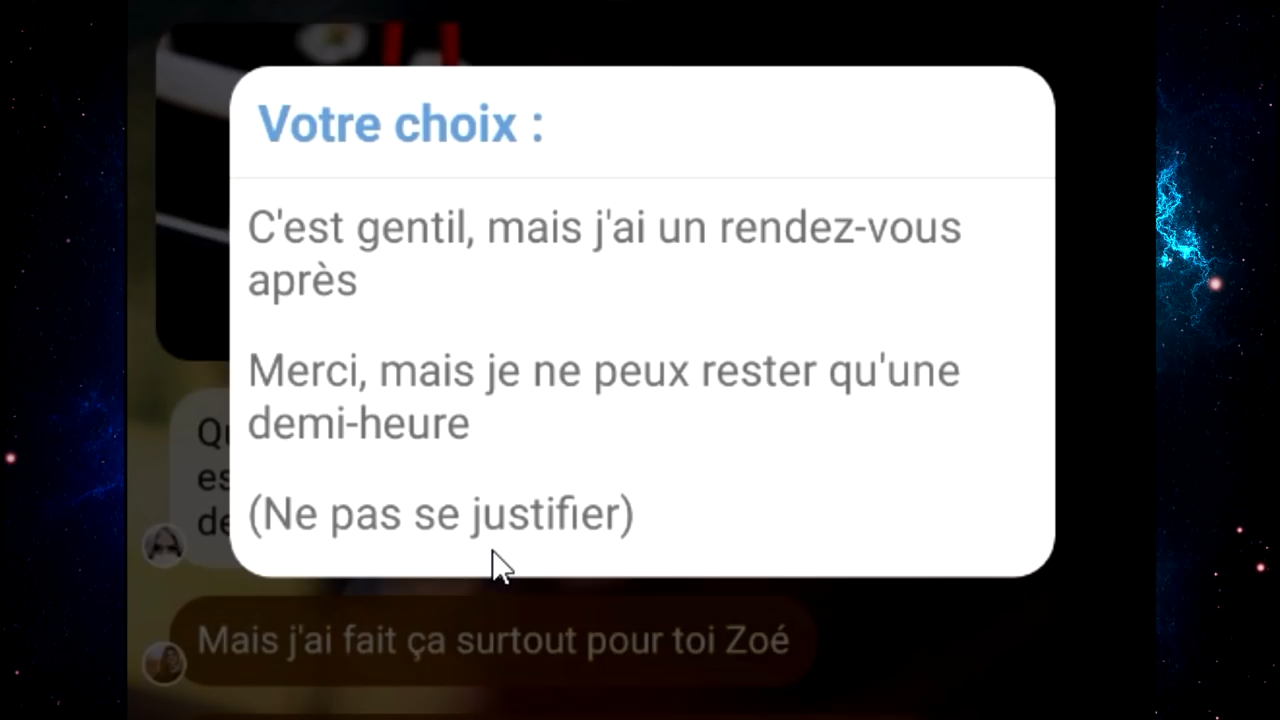 Votre choix :
C'est gentil, mais j'ai un rendez-vous
après
Merci, mais je ne peux rester qu'une
demi-heure
(Ne pas se justifier)
Mais j'ai fait ça surtout pour toi Zoé